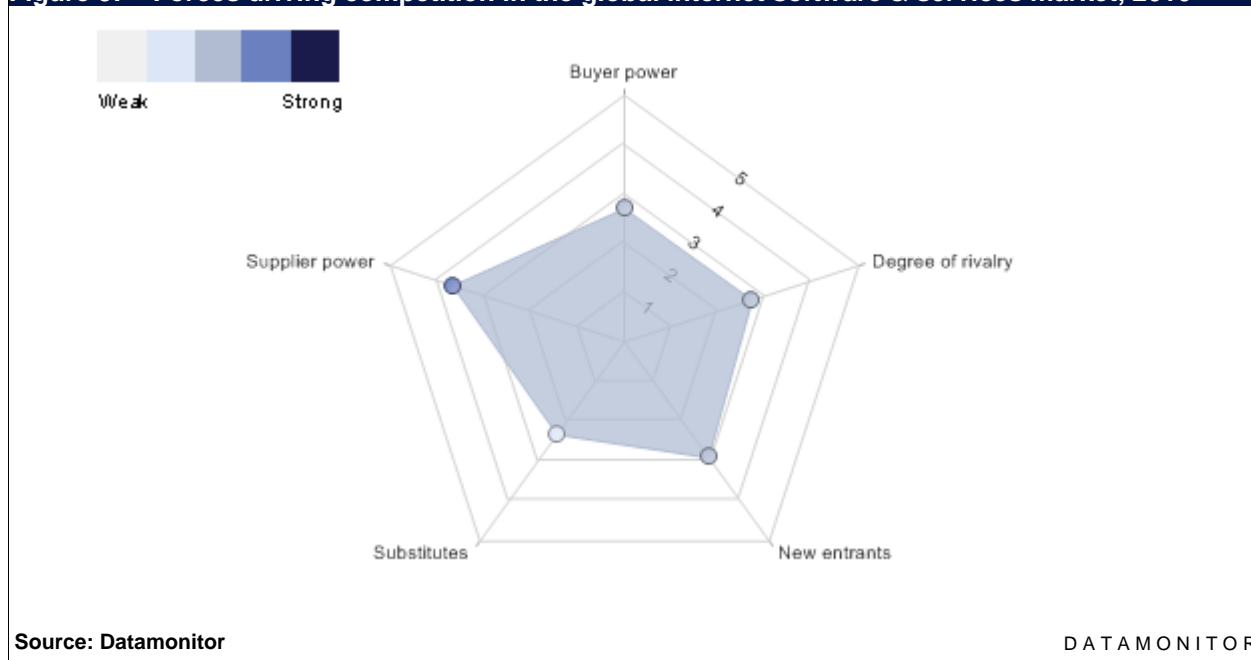 Weak Strong
Buyer power
5
4
3
2
1
Supplier power
Degree of rivalry
Substitutes
New entrants
Source: Datamonitor
DATAMONITOR